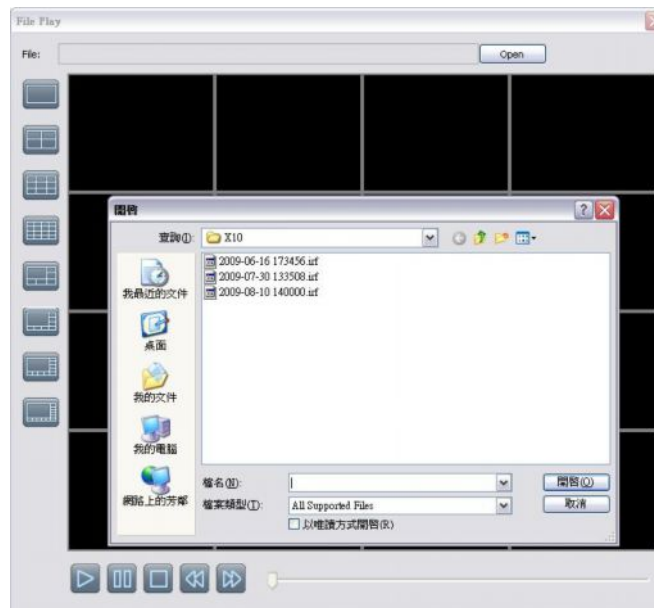 File Play
File:
Open
開啓
查詢(I):
X10
2009-06-16 173456.irf
2009-07-30 133508.irf
2009-08-10 140000.irf
我最近的文件
桌面
我的文件
我的電腦
網路上的芳鄰
檔名(N):
開啓(O)
檔案類型(T):
All Supported Files
取消
以唯讀方式開啓(R)